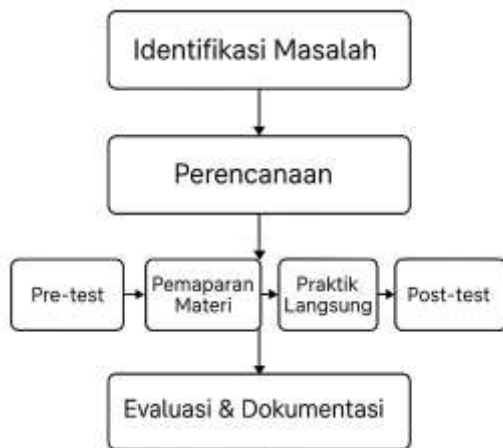 Identifikasi Masalah
Perencanaan
Pre-test
Pemaparan
Materi
Praktik
Langsung
Post-test
Evaluasi & Dokumentasi